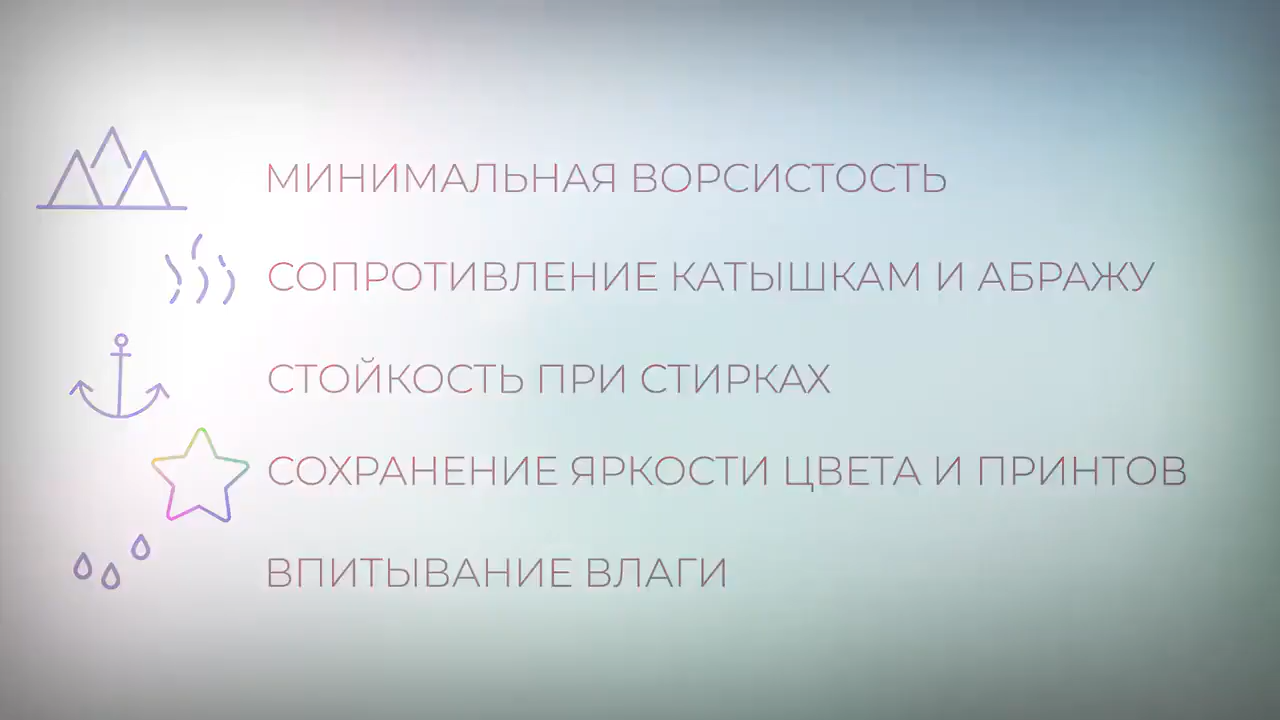 МИНИМАЛЬНАЯ ВОРСИСТОСТЬ
СОПРОТИВЛЕНИЕ КАТЫШКАМ И АБРАЖУ
СТОЙКОСТЬ ПРИ СТИРКАХ
СОХРАНЕНИЕ ЯРКОСТИ ЦВЕТА И ПРИНТОВ
ВПИТЫВАНИЕ ВЛАГИ